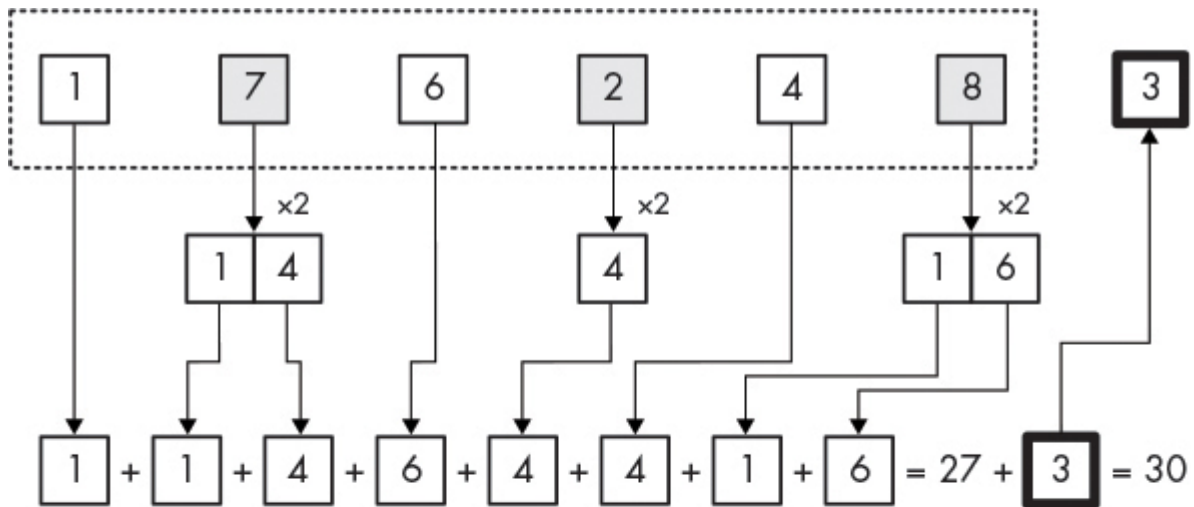 1 7 6 2 4 8 3
×2 ×2 ×2
1 4 4 1 6
1 + 1 + 4 + 6 + 4 + 4 + 1 + 6 = 27 + 3 = 30